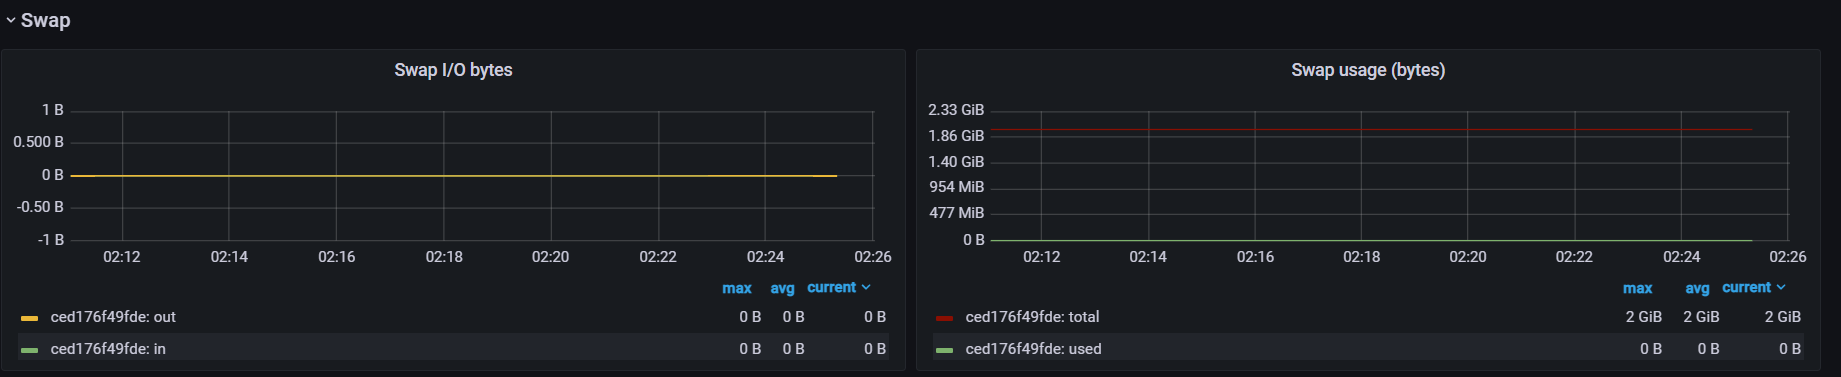 Swap
Swap I/O bytes
1 B
0.500 B
0 B
-0.50 B
-1 B
02:12 02:14 02:16 02:18 02:20 02:22 02:24 02:26
max avg current
ced176f49fde: out 0 B 0 B 0 B
ced176f49fde: in 0 B 0 B 0 B
Swap usage (bytes)
2.33 GiB
1.86 GiB
1.40 GiB
954 MiB
477 MiB
0 B
02:12 02:14 02:16 02:18 02:20 02:22 02:24 02:26
max avg current
ced176f49fde: total 2 GiB 2 GiB 2 GiB
ced176f49fde: used 0 B 0 B 0 B